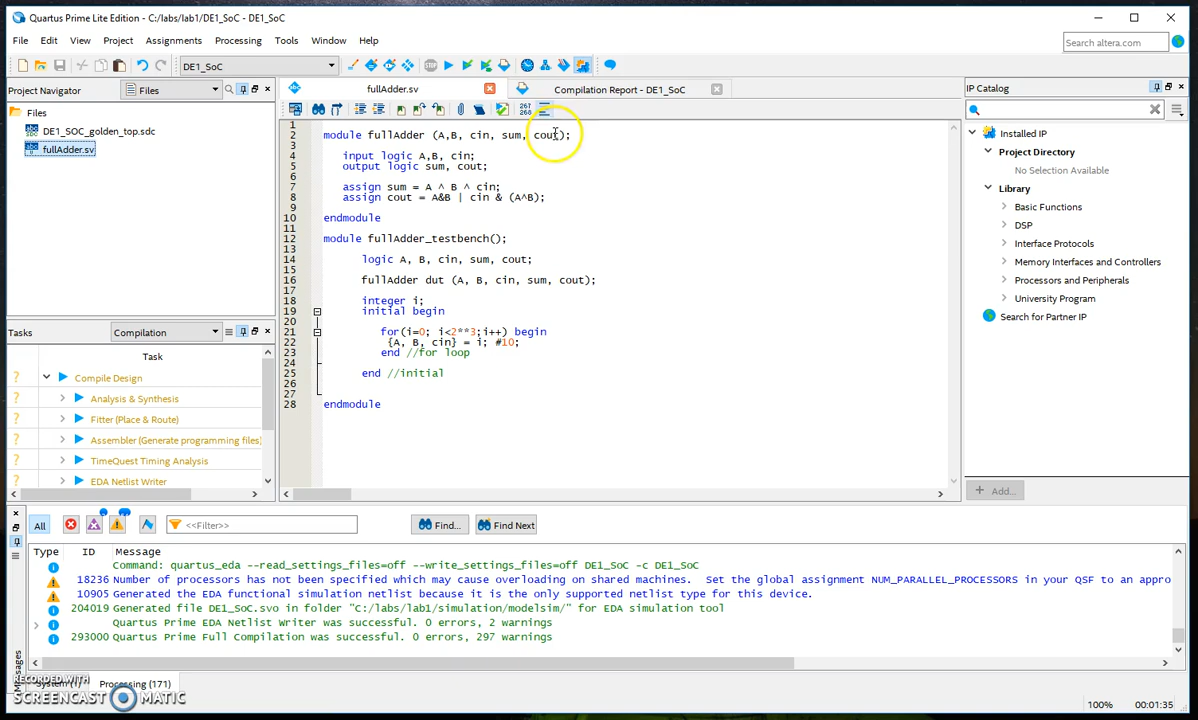 Quartus Prime Lite Edition - C:/labs/lab1/DE1_SoC - DE1_SoC
File Edit View Project Assignments Processing Tools Window Help
Search altera.com
DE1_SoC
Project Navigator Files
Files
DE1_SOC_golden_top.sdc
fullAdder.sv
fullAdder.sv Compilation Report - DE1_SoC
267
268
1
2 module fullAdder (A,B, cin, sum, cout);
3
4 input logic A,B, cin;
5 output logic sum, cout;
6
7 assign sum = A ^ B ^ cin;
8 assign cout = A&B | cin & (A^B);
9
10 endmodule
11
12 module fullAdder_testbench();
13
14 logic A, B, cin, sum, cout;
15
16 fullAdder dut (A, B, cin, sum, cout);
17
18 integer i;
19 initial begin
20
21 for(i=0; i<2**3;i++) begin
22 {A, B, cin} = i; #10;
23 end //for loop
24
25 end //initial
26
27
28 endmodule
IP Catalog
Installed IP
Project Directory
No Selection Available
Library
Basic Functions
DSP
Interface Protocols
Memory Interfaces and Controllers
Processors and Peripherals
University Program
Search for Partner IP
+ Add...
Tasks Compilation
Task
? Compile Design
? Analysis & Synthesis
? Fitter (Place & Route)
? Assembler (Generate programming files)
? TimeQuest Timing Analysis
? EDA Netlist Writer
All <<Filter>> Find... Find Next
Type ID Message
Command: quartus_eda --read_settings_files=off --write_settings_files=off DE1_SoC -c DE1_SoC
18236 Number of processors has not been specified which may cause overloading on shared machines. Set the global assignment NUM_PARALLEL_PROCESSORS in your QSF to an appro
10905 Generated the EDA functional simulation netlist because it is the only supported netlist type for this device.
204019 Generated file DE1_SoC.svo in folder "C:/labs/lab1/simulation/modelsim/" for EDA simulation tool
Quartus Prime EDA Netlist Writer was successful. 0 errors, 2 warnings
293000 Quartus Prime Full Compilation was successful. 0 errors, 297 warnings
Messages
System (1) Processing (171)
RECORDED WITH
SCREENCAST MATIC
100% 00:01:35